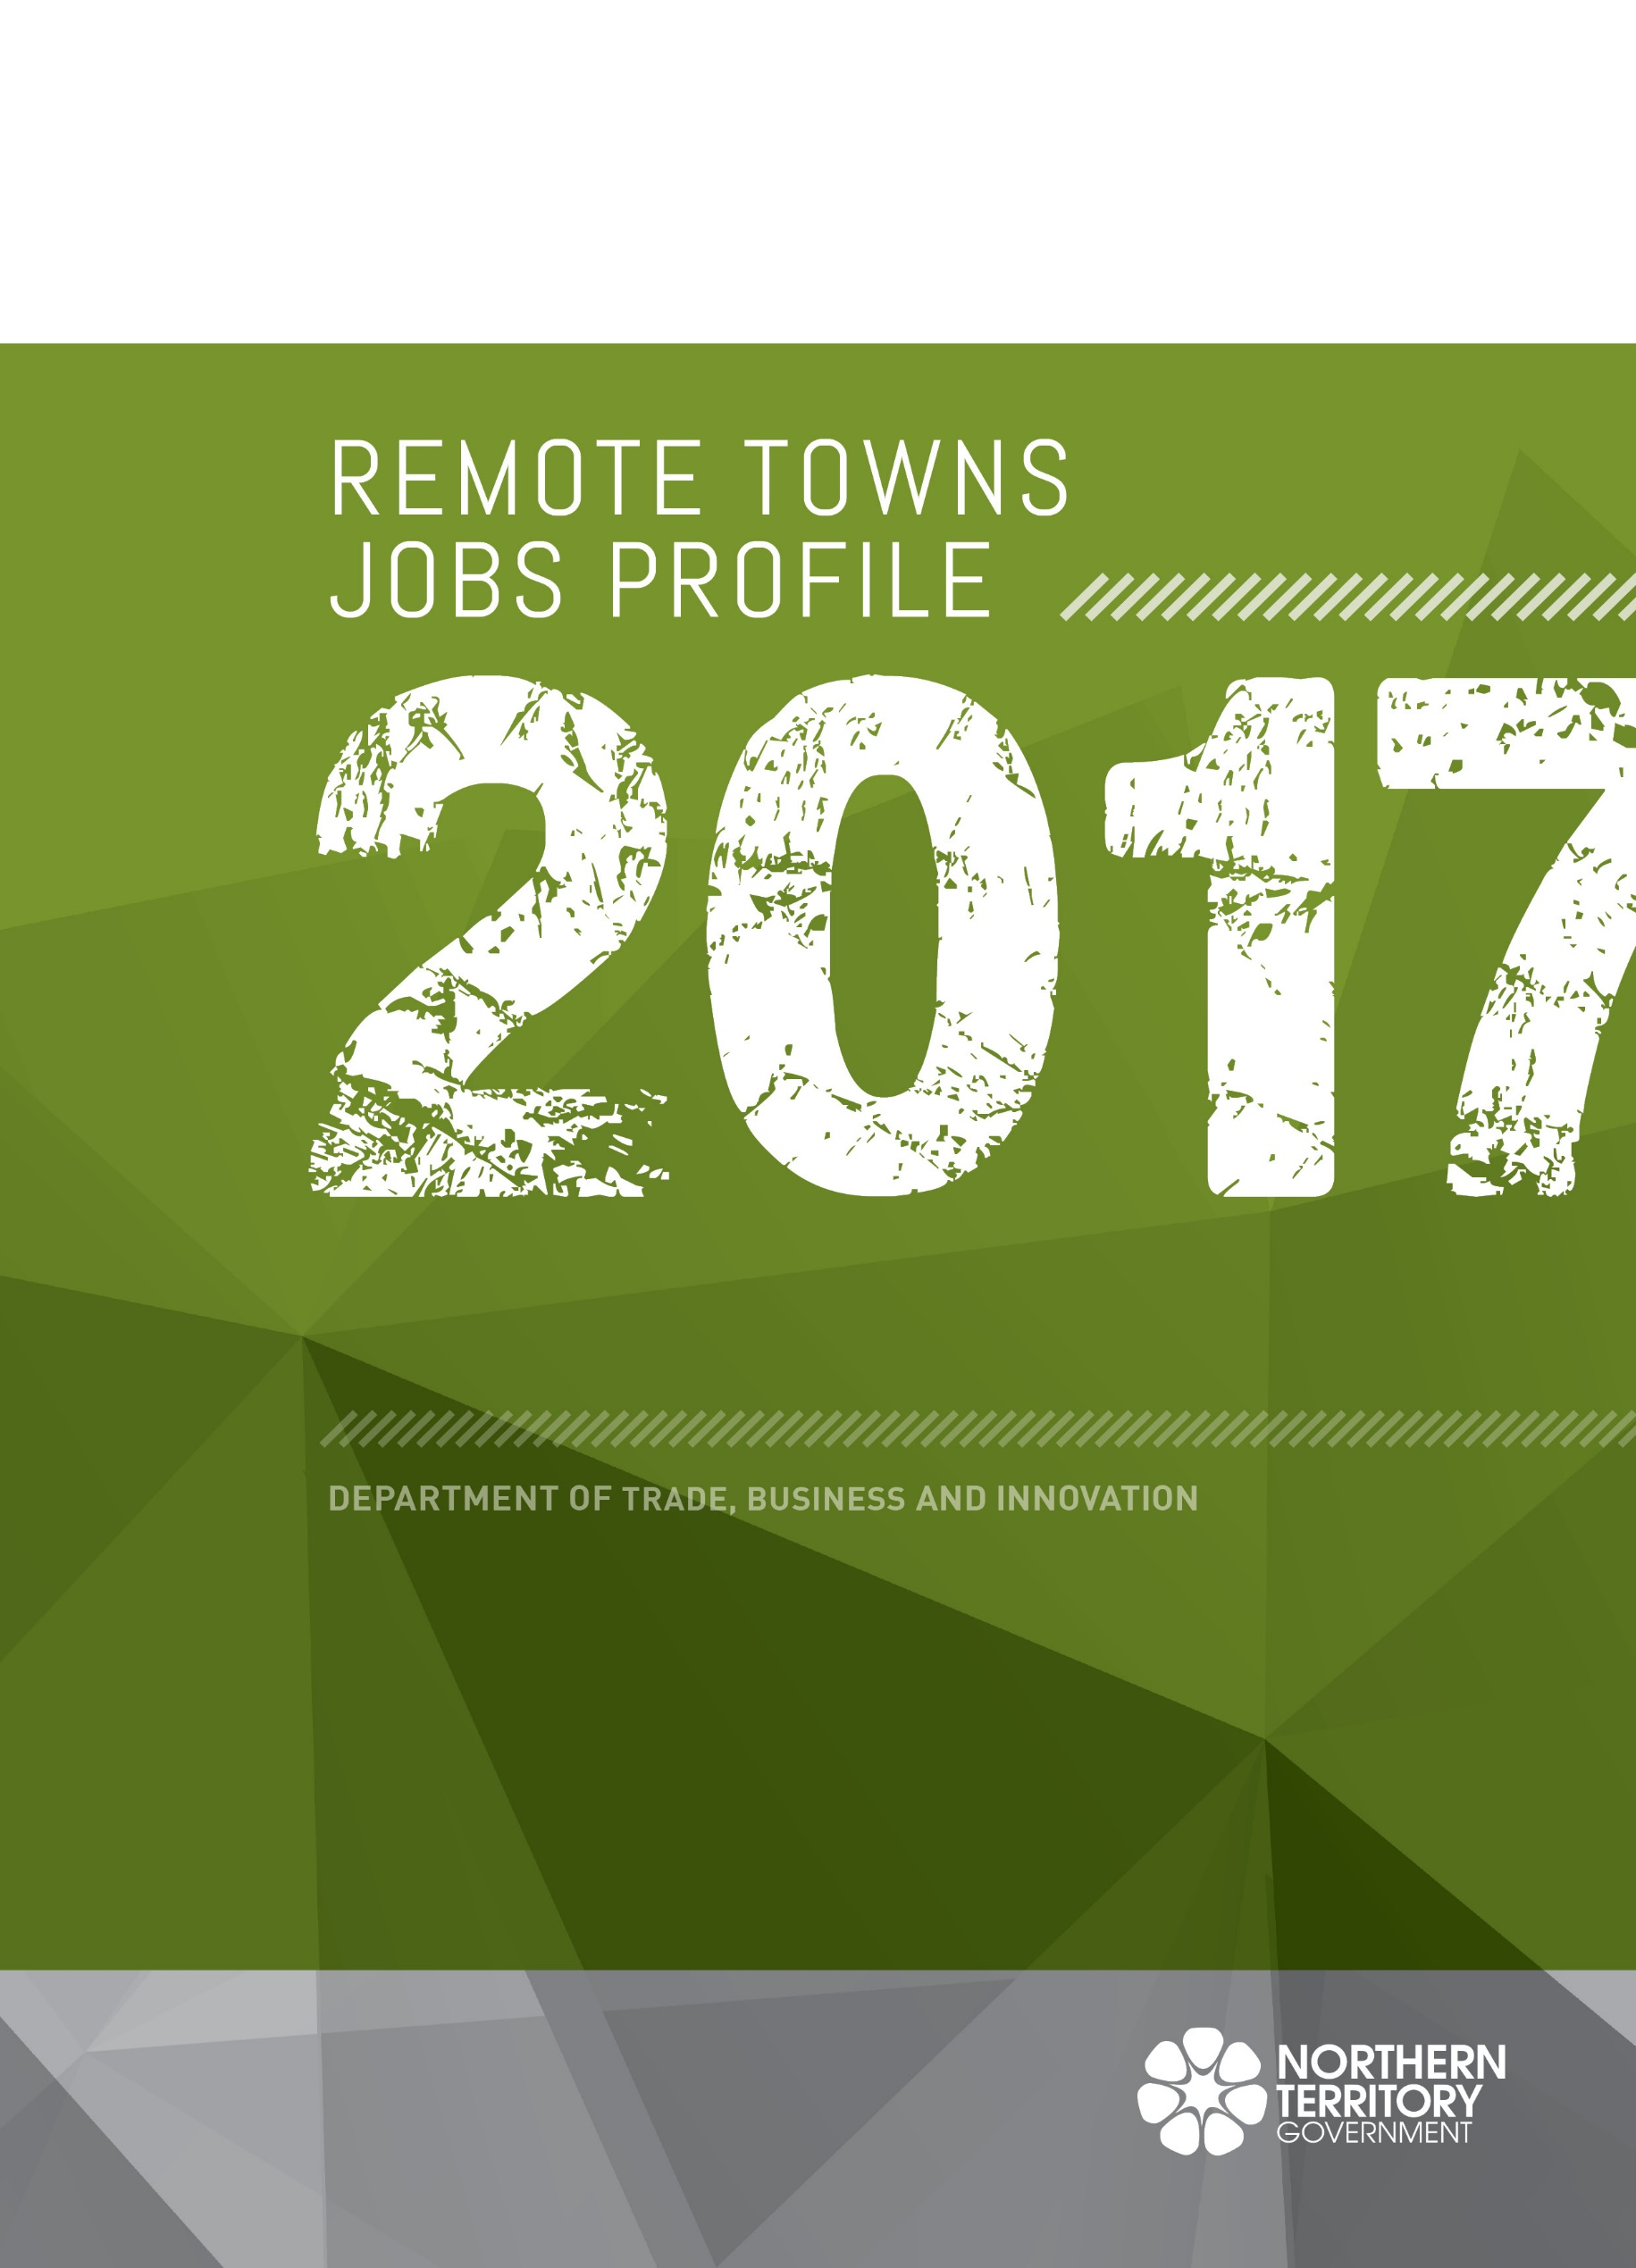 REMOTE TOWNS
JOBS PROFILE
2017
DEPARTMENT OF TRADE, BUSINESS AND INNOVATION
NORTHERN
TERRITORY
GOVERNMENT